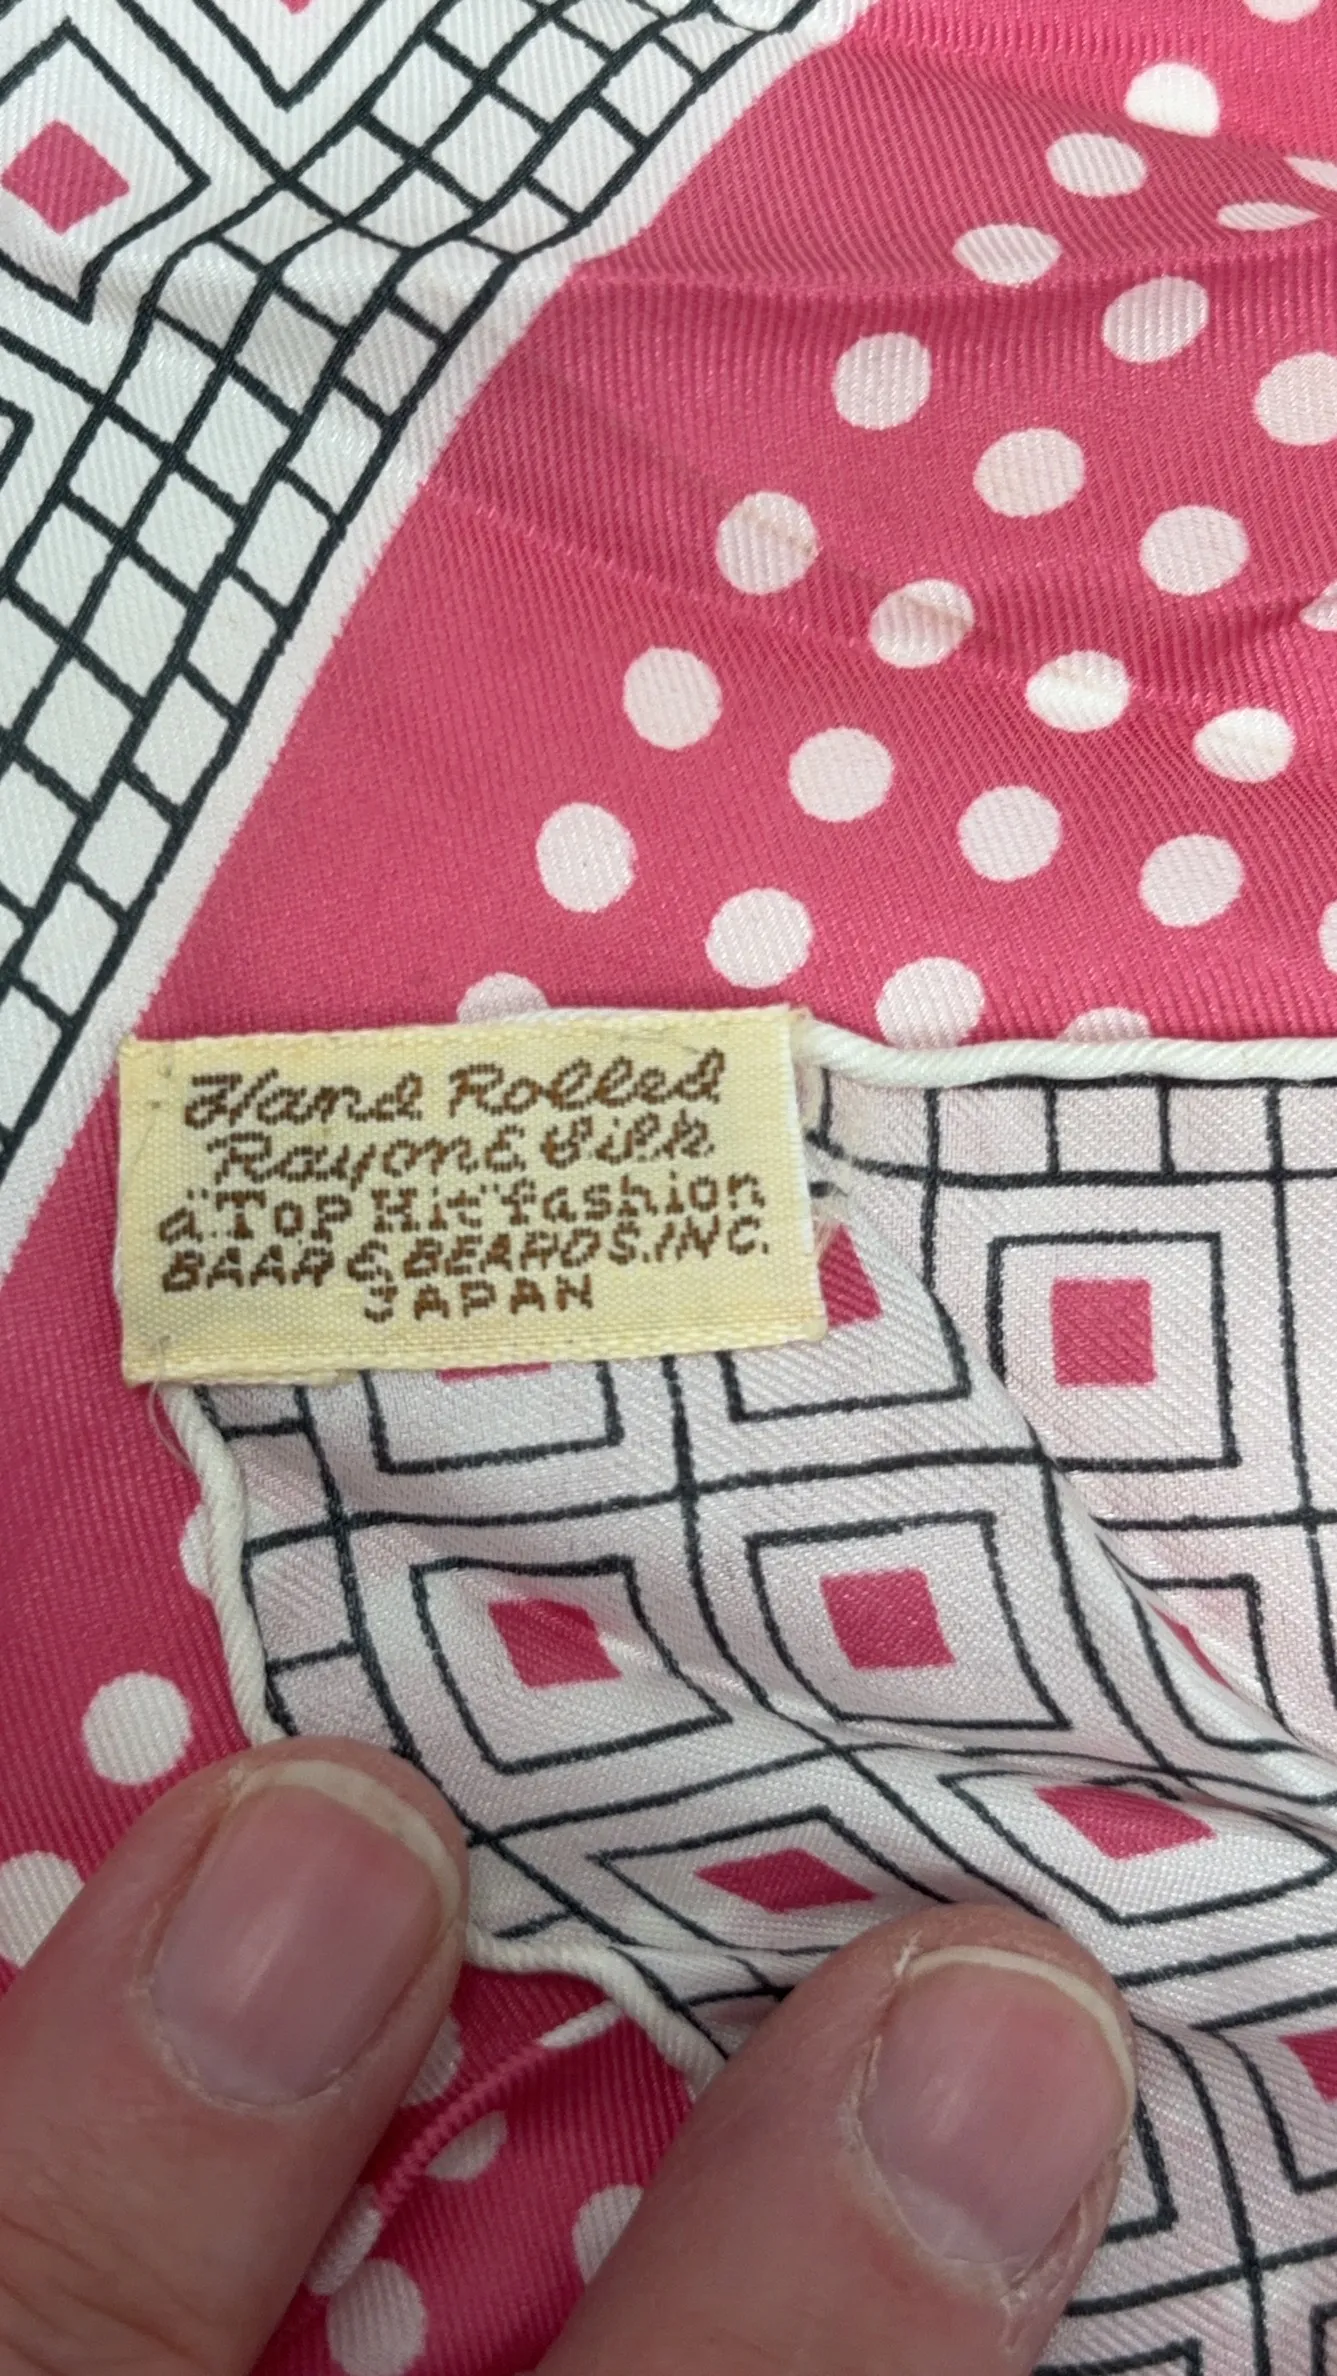 Hand Rolled
Rayon & Silk
a "Top Hit" fashion
BAAR & BEARDS, INC.
JAPAN